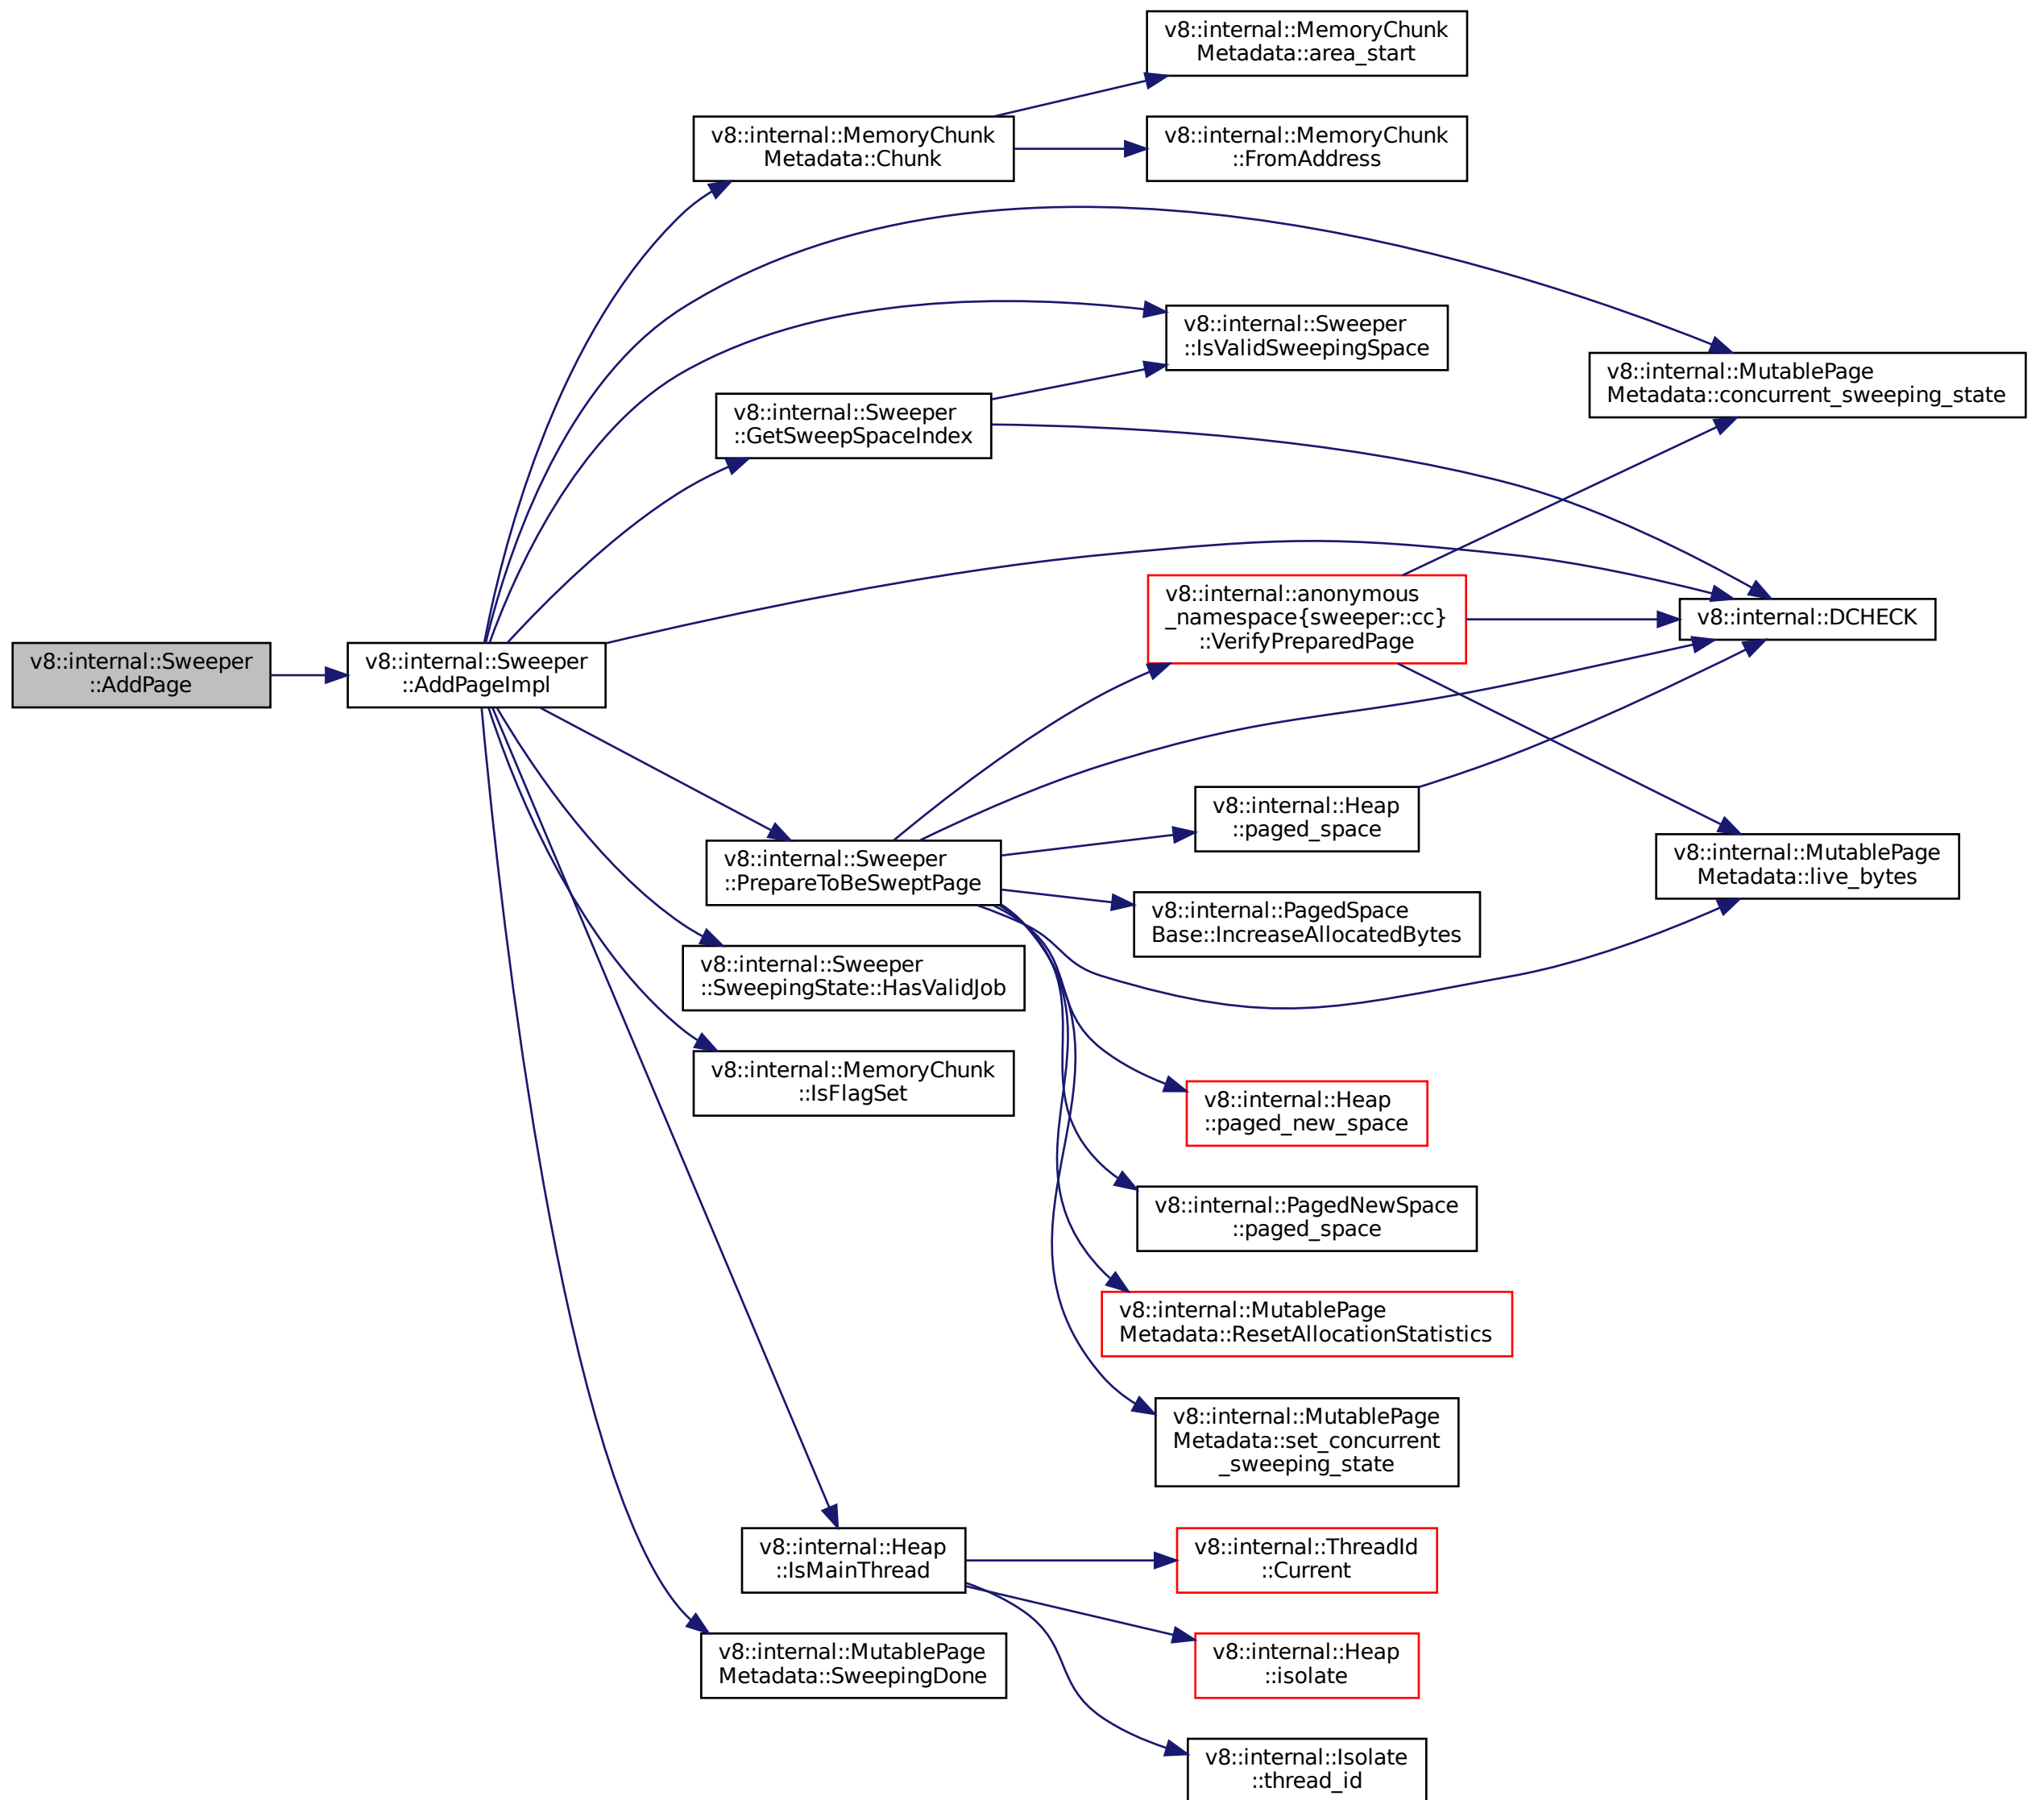 v8::internal::MemoryChunk
Metadata::area_start
v8::internal::MemoryChunk
Metadata::Chunk
v8::internal::MemoryChunk
::FromAddress
v8::internal::Sweeper
::IsValidSweepingSpace
v8::internal::MutablePage
Metadata::concurrent_sweeping_state
v8::internal::Sweeper
::GetSweepSpaceIndex
v8::internal::anonymous
_namespace{sweeper::cc}
::VerifyPreparedPage
v8::internal::DCHECK
v8::internal::Sweeper
::AddPage
v8::internal::Sweeper
::AddPageImpl
v8::internal::Heap
::paged_space
v8::internal::Sweeper
::PrepareToBeSweptPage
v8::internal::MutablePage
Metadata::live_bytes
v8::internal::PagedSpace
Base::IncreaseAllocatedBytes
v8::internal::Sweeper
::SweepingState::HasValidJob
v8::internal::MemoryChunk
::IsFlagSet
v8::internal::Heap
::paged_new_space
v8::internal::PagedNewSpace
::paged_space
v8::internal::MutablePage
Metadata::ResetAllocationStatistics
v8::internal::MutablePage
Metadata::set_concurrent
_sweeping_state
v8::internal::Heap
::IsMainThread
v8::internal::ThreadId
::Current
v8::internal::MutablePage
Metadata::SweepingDone
v8::internal::Heap
::isolate
v8::internal::Isolate
::thread_id